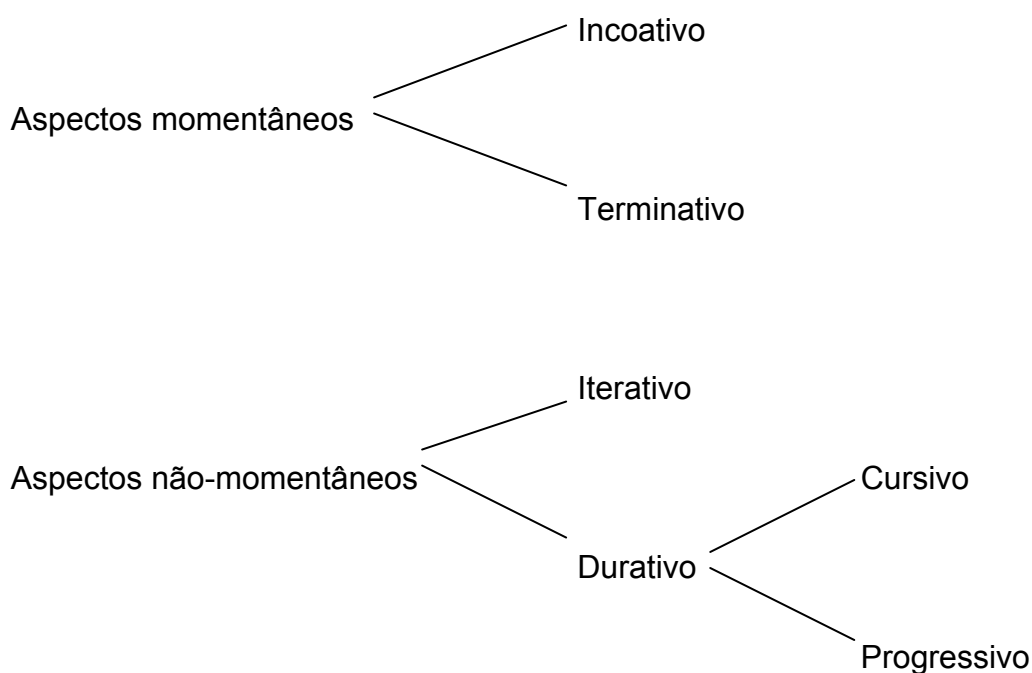 Incoativo
Aspectos momentâneos
Terminativo
Iterativo
Aspectos não-momentâneos
Cursivo
Durativo
Progressivo